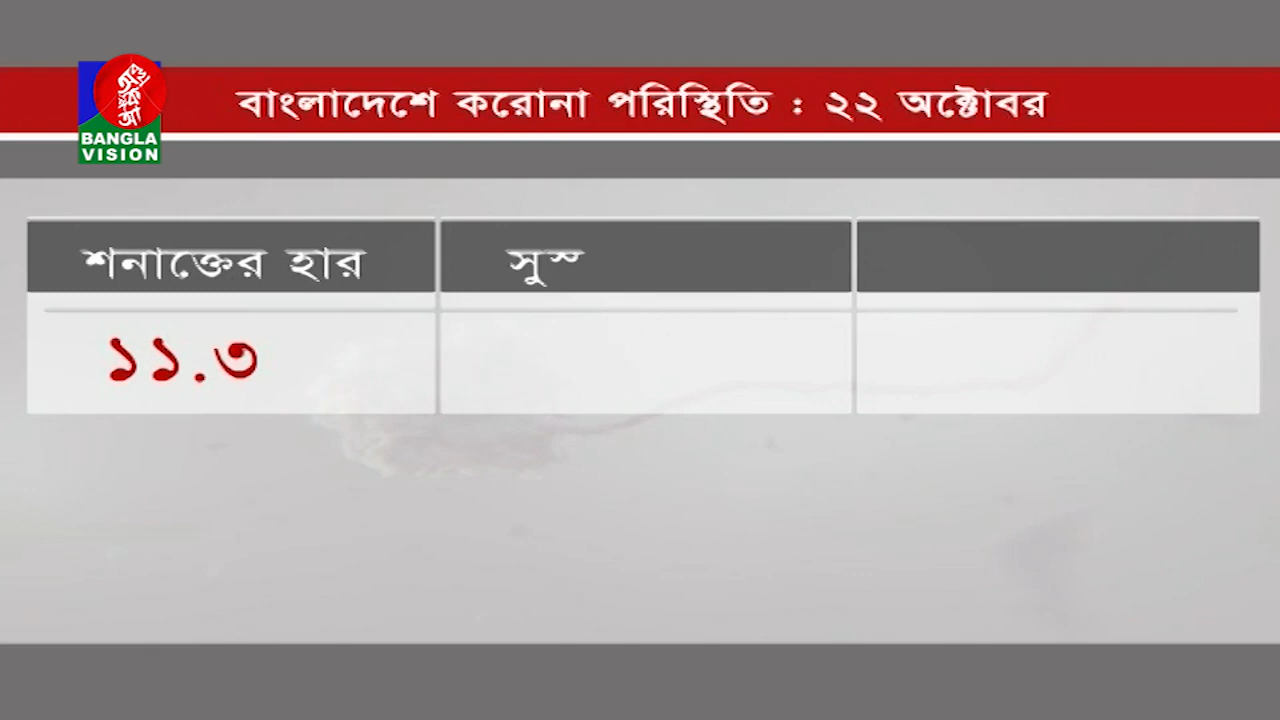 বাংলাদেশে করোনা পরিস্থিতি : ২২ অক্টোবর
BANGLA
VISION
শনাক্তের হার
১১.৩